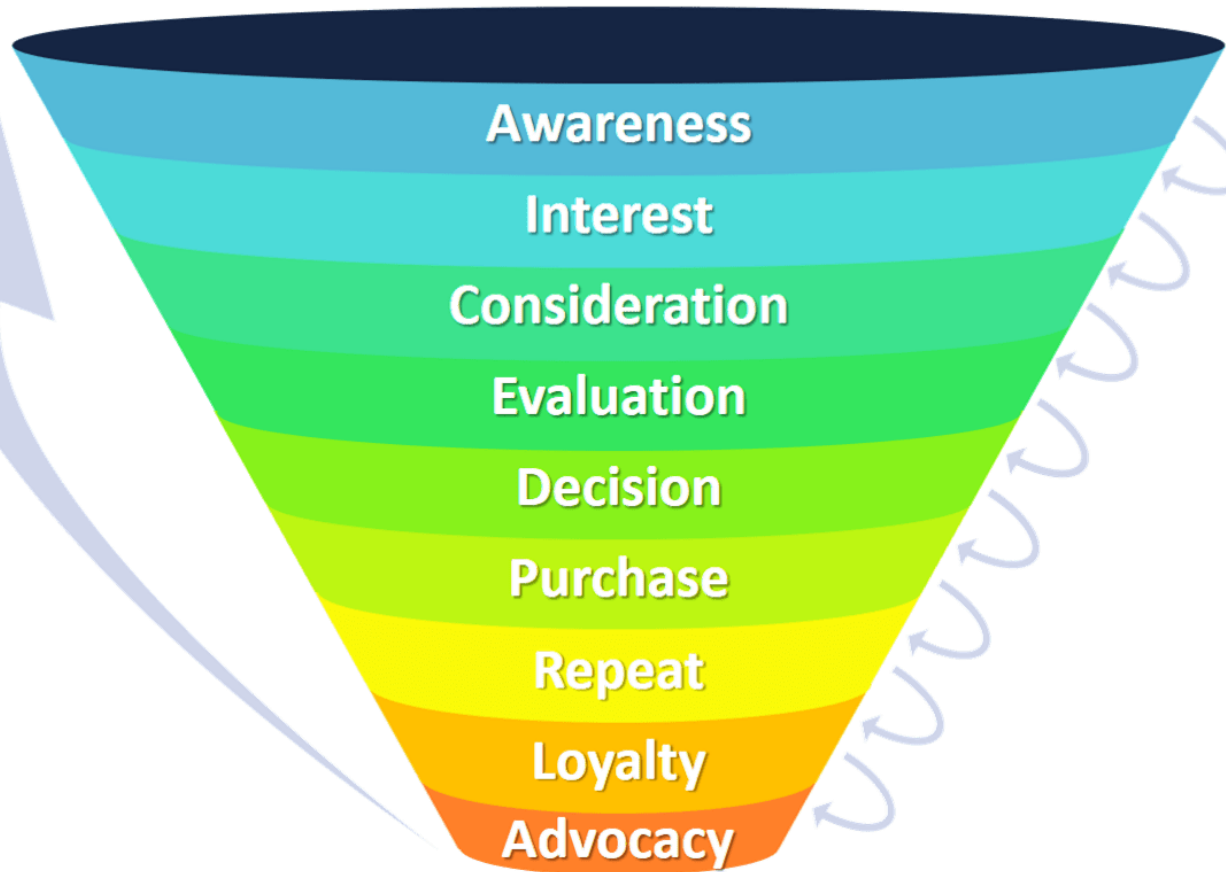 Awareness
Interest
Consideration
Evaluation
Decision
Purchase
Repeat
Loyalty
Advocacy